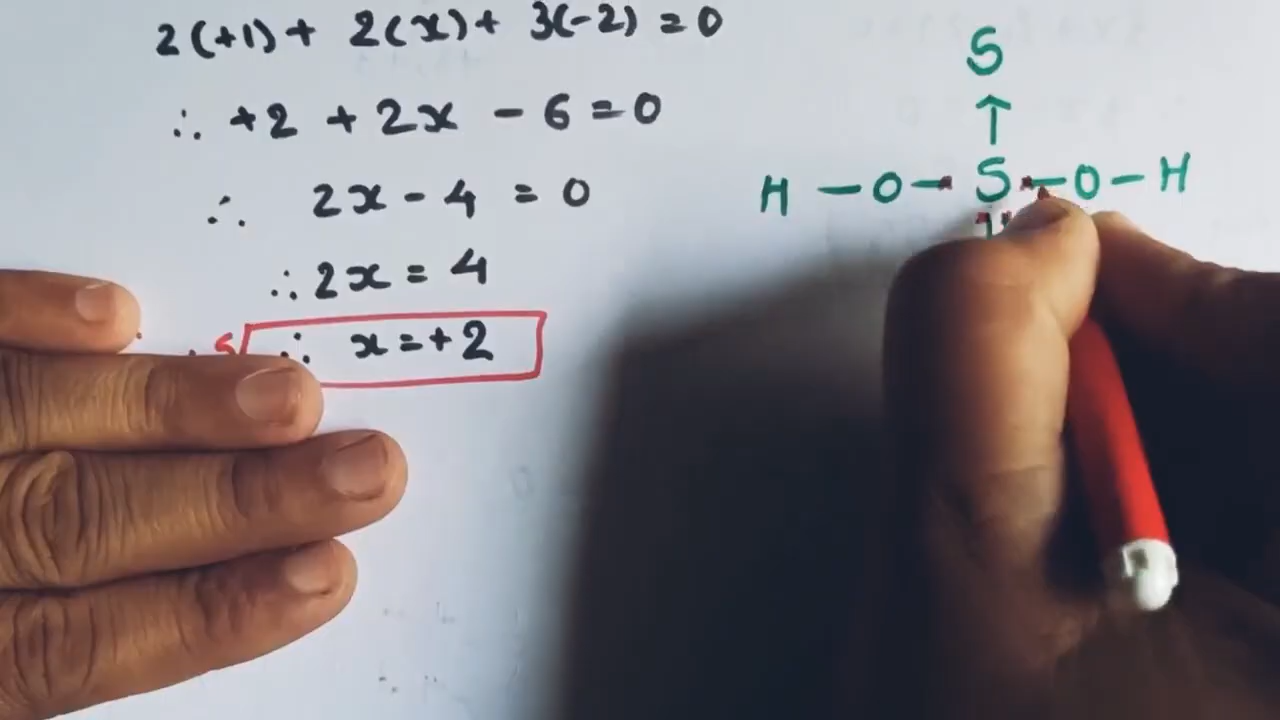 2(+1)+ 2(x)+ 3(-2) = 0
∴ +2 + 2x - 6 = 0
∴ 2x - 4 = 0
∴ 2x = 4
∴ x = +2
S
↑
H - O - S - O - H